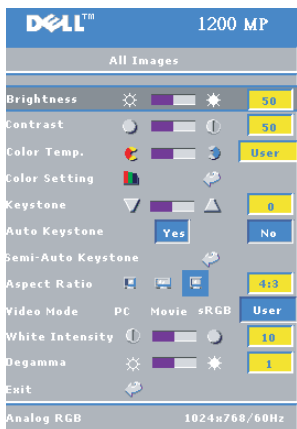 DELL™ 1200 MP
All Images
Brightness 50
Contrast 50
Color Temp. User
Color Setting
Keystone 0
Auto Keystone Yes No
Semi-Auto Keystone
Aspect Ratio 4:3
Video Mode PC Movie sRGB User
White Intensity 10
Degamma 1
Exit
Analog RGB 1024x768/60Hz